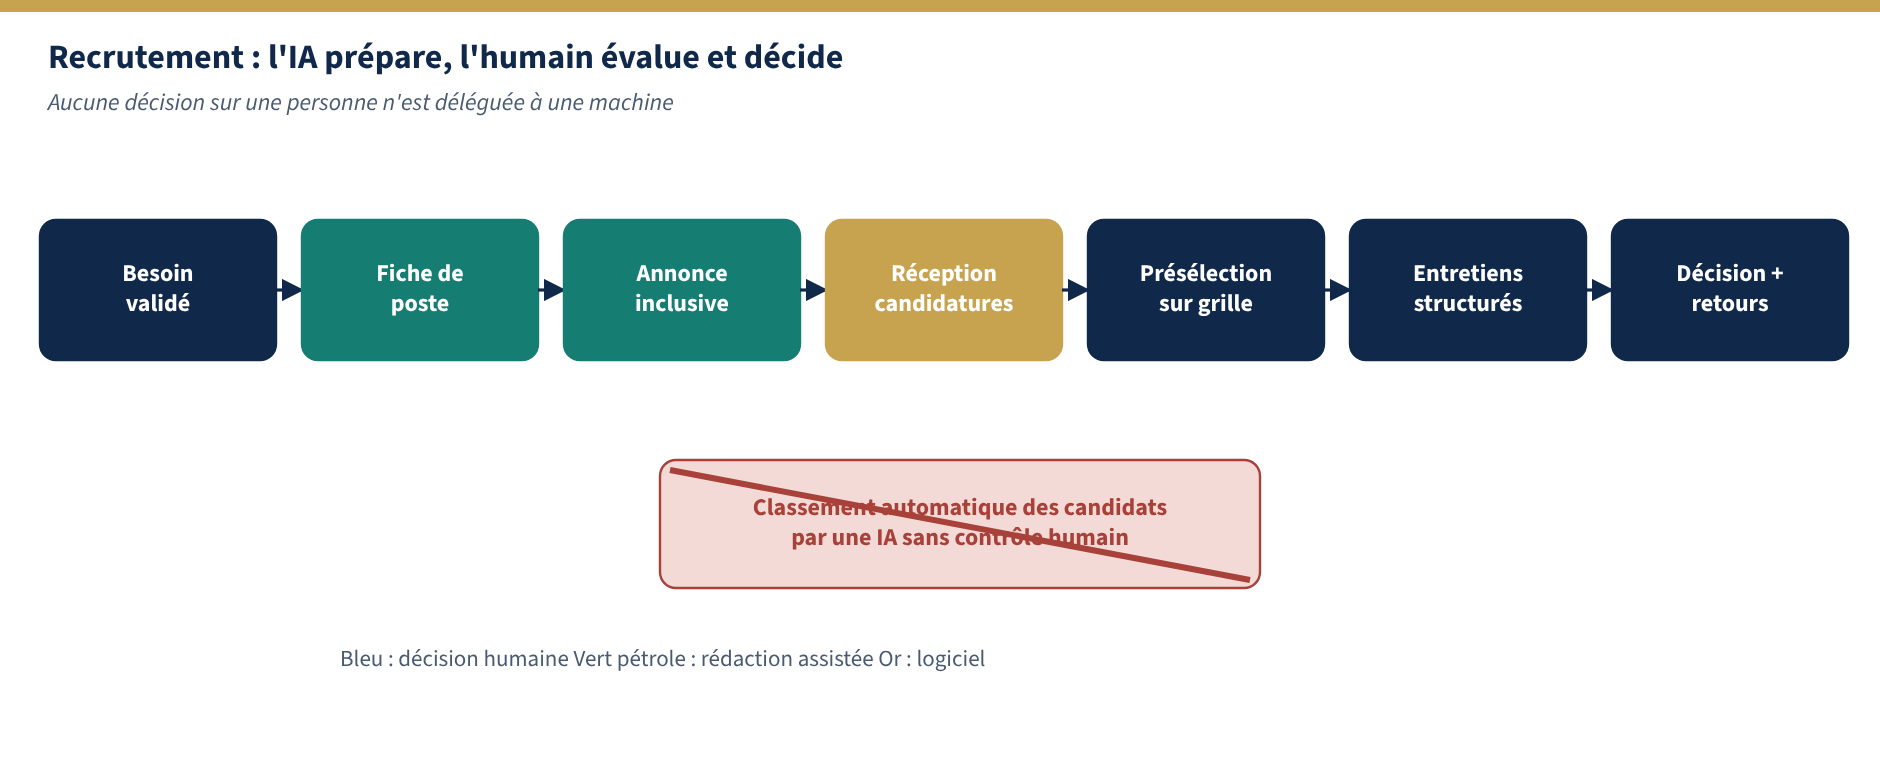 Recrutement : l'IA prépare, l'humain évalue et décide
Aucune décision sur une personne n'est déléguée à une machine
Besoin
validé
Fiche de
poste
Annonce
inclusive
Réception
candidatures
Présélection
sur grille
Entretiens
structurés
Décision +
retours
Classement automatique des candidats
par une IA sans contrôle humain
Bleu : décision humaine Vert pétrole : rédaction assistée Or : logiciel